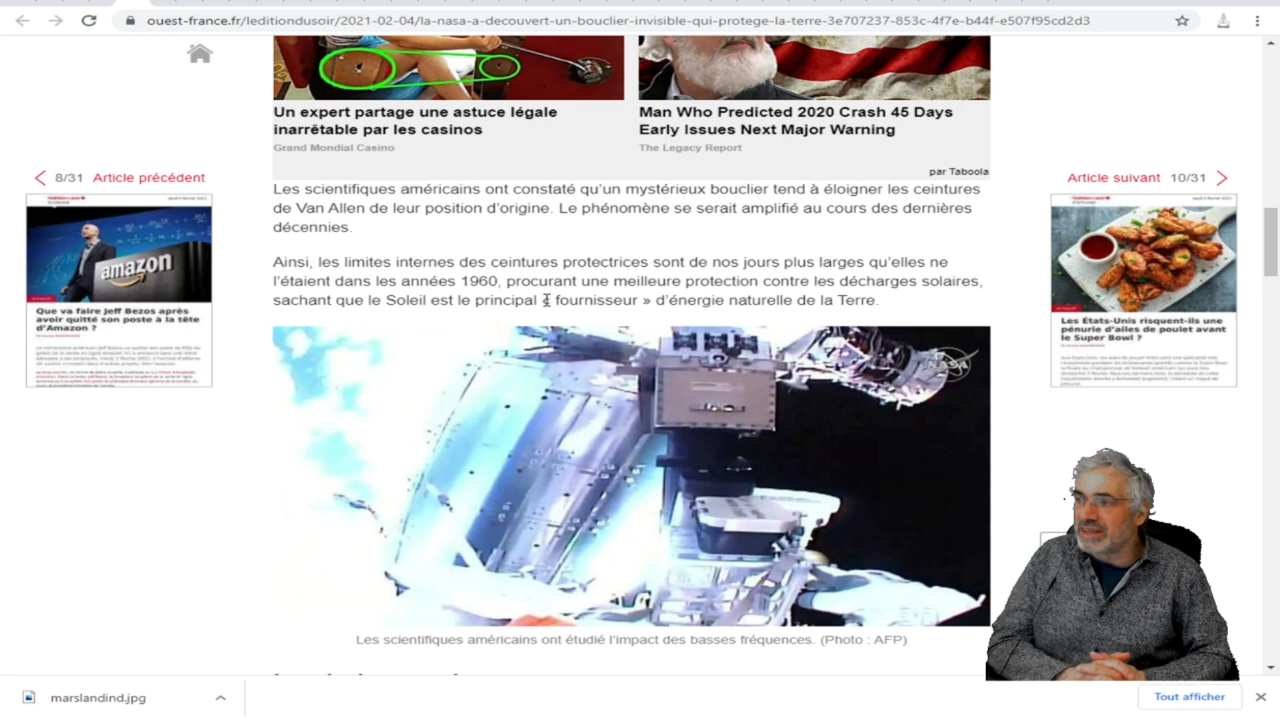 ouest-france.fr/leditiondusoir/2021-02-04/la-nasa-a-decouvert-un-bouclier-invisible-qui-protege-la-terre-3e707237-853c-4f7e-b44f-e507f95cd2d3
Un expert partage une astuce légale
inarrêtable par les casinos
Grand Mondial Casino
Man Who Predicted 2020 Crash 45 Days
Early Issues Next Major Warning
The Legacy Report
par Taboola
8/31 Article précédent
Article suivant 10/31
amazon
Que va faire Jeff Bezos après
avoir quitté son poste à la tête
d'Amazon ?
Les États-Unis risquent-ils une
pénurie d'ailes de poulet avant
le Super Bowl ?
Les scientifiques américains ont constaté qu'un mystérieux bouclier tend à éloigner les ceintures
de Van Allen de leur position d'origine. Le phénomène se serait amplifié au cours des dernières
décennies.
Ainsi, les limites internes des ceintures protectrices sont de nos jours plus larges qu'elles ne
l'étaient dans les années 1960, procurant une meilleure protection contre les décharges solaires,
sachant que le Soleil est le principal fournisseur » d'énergie naturelle de la Terre.
NASA
Les scientifiques américains ont étudié l'impact des basses fréquences. (Photo : AFP)
marslandind.jpg
Tout afficher